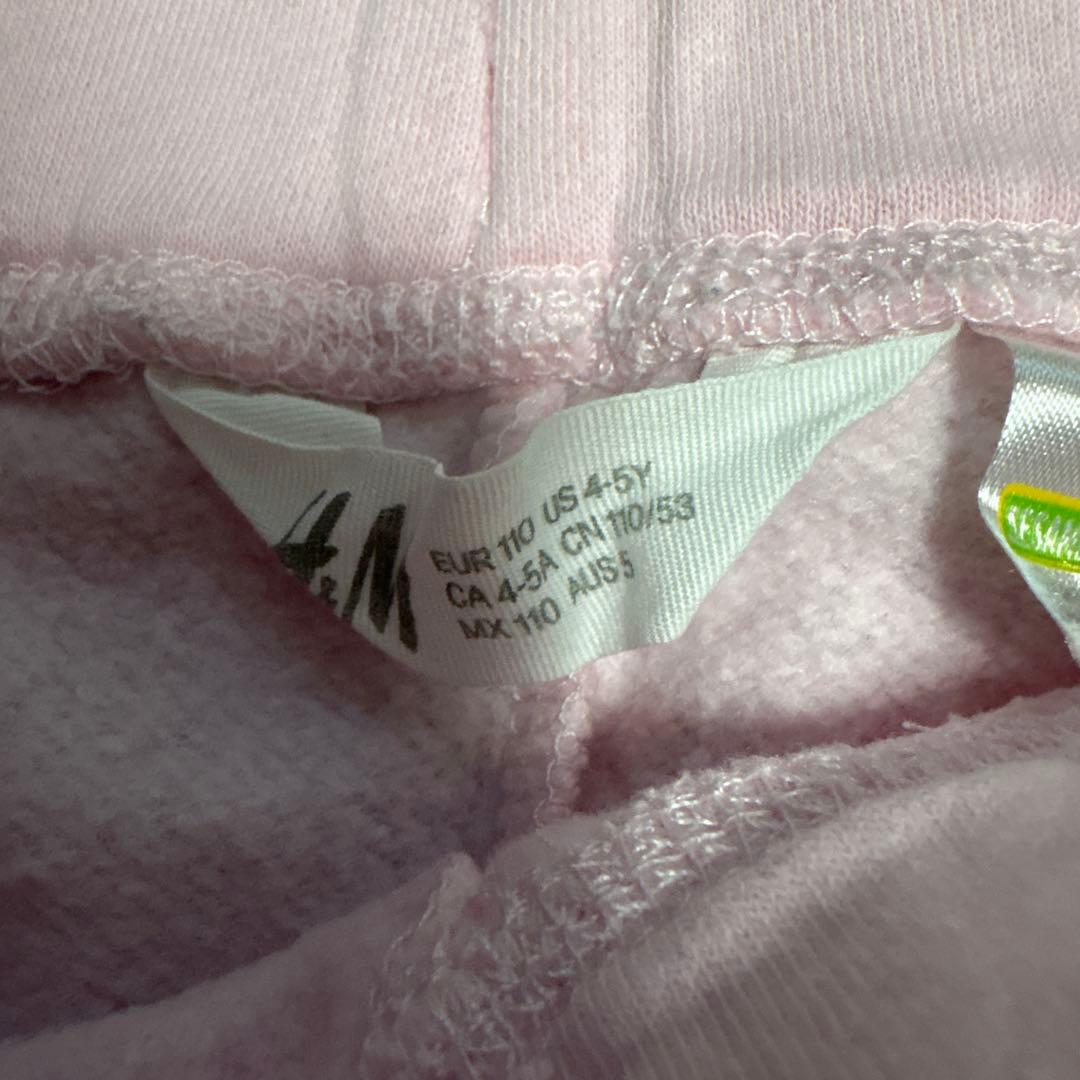 &M
EUR 110 US 4-5Y
CA 4-5A CN 110/53
MX 110 AUS 5